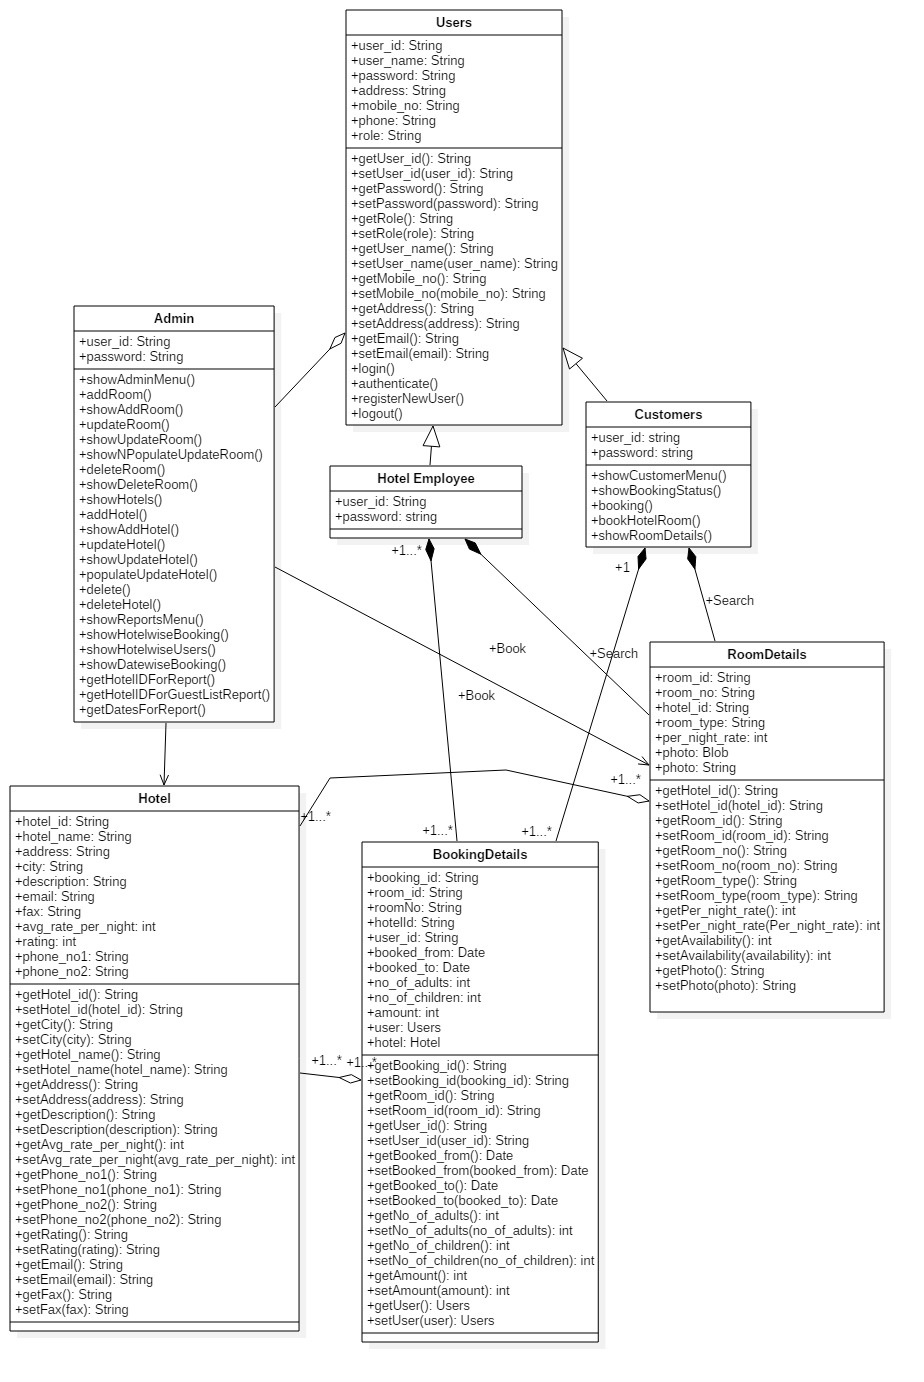 Users
+user_id: String
+user_name: String
+password: String
+address: String
+mobile_no: String
+phone: String
+role: String
+getUser_id(): String
+setUser_id(user_id): String
+getPassword(): String
+setPassword(password): String
+getRole(): String
+setRole(role): String
+getUser_name(): String
+setUser_name(user_name): String
+getMobile_no(): String
+setMobile_no(mobile_no): String
+getAddress(): String
+setAddress(address): String
+getEmail(): String
+setEmail(email): String
+login()
+authenticate()
+registerNewUser()
+logout()
Admin
+user_id: String
+password: String
+showAdminMenu()
+addRoom()
+showAddRoom()
+updateRoom()
+showUpdateRoom()
+showNPopulateUpdateRoom()
+deleteRoom()
+showDeleteRoom()
+showHotels()
+addHotel()
+showAddHotel()
+updateHotel()
+showUpdateHotel()
+populateUpdateHotel()
+delete()
+deleteHotel()
+showReportsMenu()
+showHotelwiseBooking()
+showHotelwiseUsers()
+showDatewiseBooking()
+getHotelIDForReport()
+getHotelIDForGuestListReport()
+getDatesForReport()
Hotel Employee
+user_id: String
+password: string
Customers
+user_id: string
+password: string
+showCustomerMenu()
+showBookingStatus()
+booking()
+bookHotelRoom()
+showRoomDetails()
+1...*
+1
+Search
+Book
+Search
+Book
RoomDetails
+room_id: String
+room_no: String
+hotel_id: String
+room_type: String
+per_night_rate: int
+photo: Blob
+photo: String
+getHotel_id(): String
+setHotel_id(hotel_id): String
+getRoom_id(): String
+setRoom_id(room_id): String
+getRoom_no(): String
+setRoom_no(room_no): String
+getRoom_type(): String
+setRoom_type(room_type): String
+getPer_night_rate(): int
+setPer_night_rate(Per_night_rate): int
+getAvailability(): int
+setAvailability(availability): int
+getPhoto(): String
+setPhoto(photo): String
+1...*
+1...*
+1...*
+1...*
Hotel
+hotel_id: String
+hotel_name: String
+address: String
+city: String
+description: String
+email: String
+fax: String
+avg_rate_per_night: int
+rating: int
+phone_no1: String
+phone_no2: String
+getHotel_id(): String
+setHotel_id(hotel_id): String
+getCity(): String
+setCity(city): String
+getHotel_name(): String
+setHotel_name(hotel_name): String
+getAddress(): String
+setAddress(address): String
+getDescription(): String
+setDescription(description): String
+getAvg_rate_per_night(): int
+setAvg_rate_per_night(avg_rate_per_night): int
+getPhone_no1(): String
+setPhone_no1(phone_no1): String
+getPhone_no2(): String
+setPhone_no2(phone_no2): String
+getRating(): String
+setRating(rating): String
+getEmail(): String
+setEmail(email): String
+getFax(): String
+setFax(fax): String
+1...*
+1...*
BookingDetails
+booking_id: String
+room_id: String
+roomNo: String
+hotelId: String
+user_id: String
+booked_from: Date
+booked_to: Date
+no_of_adults: int
+no_of_children: int
+amount: int
+user: Users
+hotel: Hotel
+getBooking_id(): String
+setBooking_id(booking_id): String
+getRoom_id(): String
+setRoom_id(room_id): String
+getUser_id(): String
+setUser_id(user_id): String
+getBooked_from(): Date
+setBooked_from(booked_from): Date
+getBooked_to(): Date
+setBooked_to(booked_to): Date
+getNo_of_adults(): int
+setNo_of_adults(no_of_adults): int
+getNo_of_children(): int
+setNo_of_children(no_of_children): int
+getAmount(): int
+setAmount(amount): int
+getUser(): Users
+setUser(user): Users